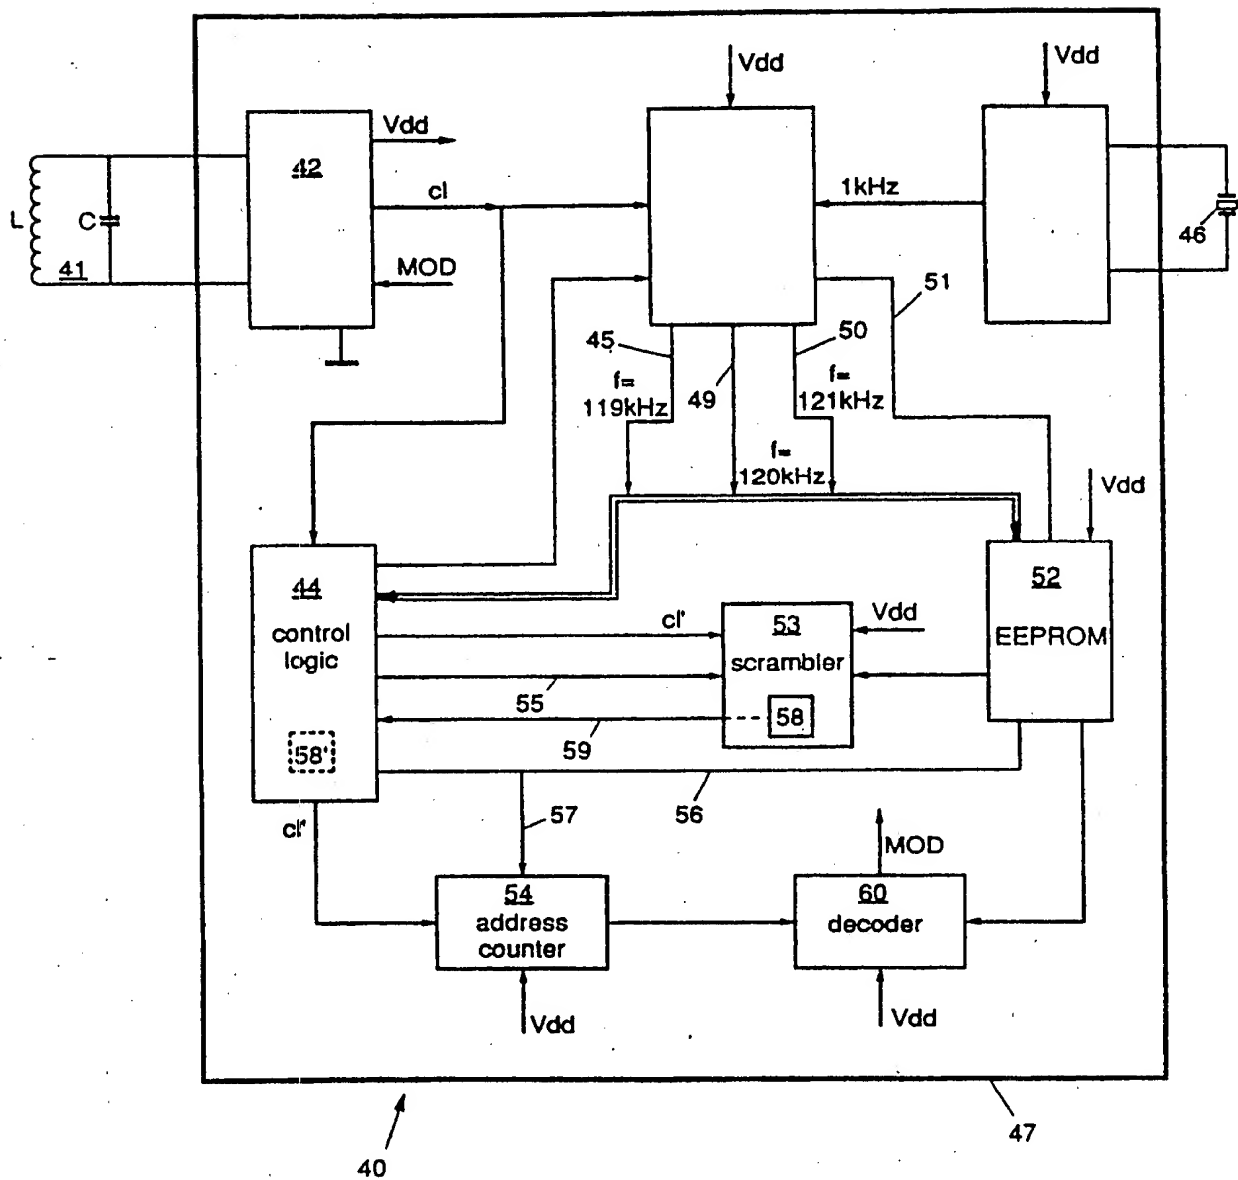 Vdd
Vdd
Vdd
42
cl
1kHz
L
C
46
41
MOD
51
45
50
f=
119kHz
49
f=
121kHz
f=
120kHz
Vdd
44
control
logic
cl'
53
scrambler
Vdd
52
EEPROM
55
58
59
58'
56
57
cl'
MOD
54
address
counter
60
decoder
Vdd
Vdd
47
40